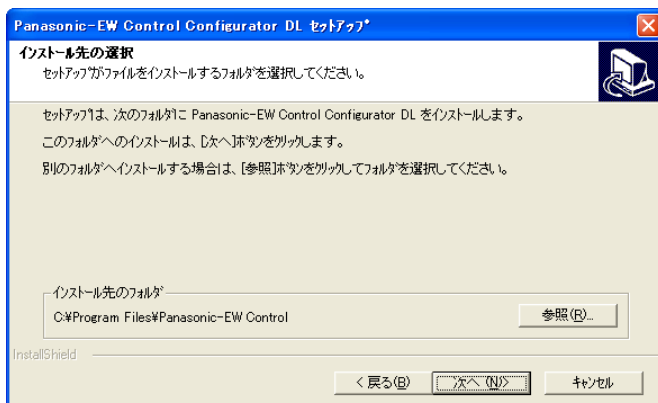 Panasonic-EW Control Configurator DL ｾｯﾄｱｯﾌﾟ
ｲﾝｽﾄｰﾙ先の選択
ｾｯﾄｱｯﾌﾟがﾌｧｲﾙをｲﾝｽﾄｰﾙするﾌｫﾙﾀﾞを選択してください。
ｾｯﾄｱｯﾌﾟは、次のﾌｫﾙﾀﾞに Panasonic-EW Control Configurator DL をｲﾝｽﾄｰﾙします。
このﾌｫﾙﾀﾞへのｲﾝｽﾄｰﾙは、[次へ]ﾎﾞﾀﾝをｸﾘｯｸします。
別のﾌｫﾙﾀﾞへｲﾝｽﾄｰﾙする場合は、[参照]ﾎﾞﾀﾝをｸﾘｯｸしてﾌｫﾙﾀﾞを選択してください。
ｲﾝｽﾄｰﾙ先のﾌｫﾙﾀﾞ
C:¥Program Files¥Panasonic-EW Control
参照(R)...
InstallShield
< 戻る(B)
次へ (N)>
ｷｬﾝｾﾙ